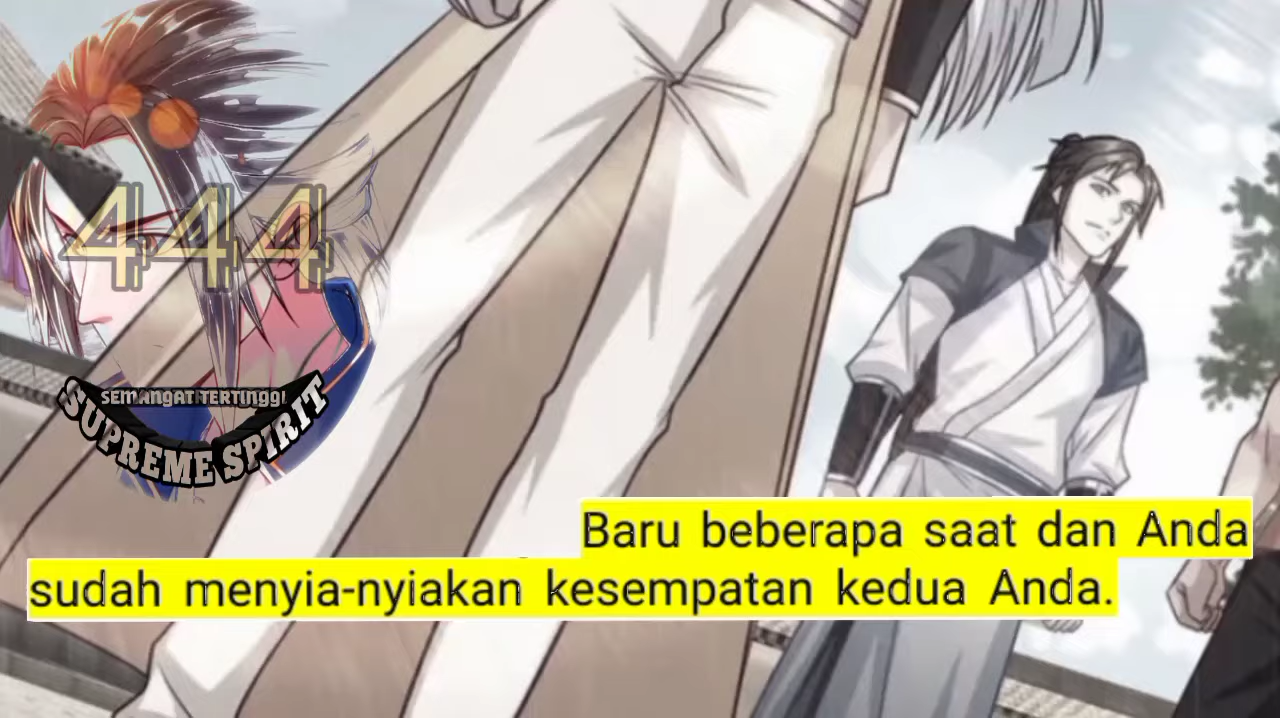 444
SEMANGAT TERTINGGI
SUPREME SPIRIT
Baru beberapa saat dan Anda
sudah menyia-nyiakan kesempatan kedua Anda.